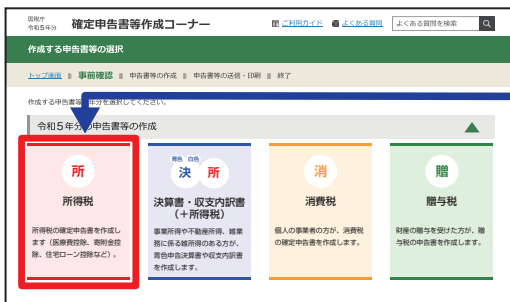 国税庁
令和5年分 確定申告書等作成コーナー ご利用ガイド よくある質問 よくある質問を検索
作成する申告書等の選択
トップ画面 事前確認 申告書等の作成 申告書等の送信・印刷 終了
作成する申告書等 年分を選択してください。
令和5年分の申告書等の作成
所
所得税
所得税の確定申告書を作成し
ます（医療費控除、寄附金控
除、住宅ローン控除など）。
青色 白色
決 所
決算書・収支内訳書
（＋所得税）
事業所得や不動産所得、雑業
務に係る雑所得のある方が、
青色申告決算書や収支内訳書
を作成します。
消
消費税
個人の事業者の方が、消費税
の確定申告書を作成します。
贈
贈与税
財産の贈与を受けた方が、贈
与税の申告書を作成します。